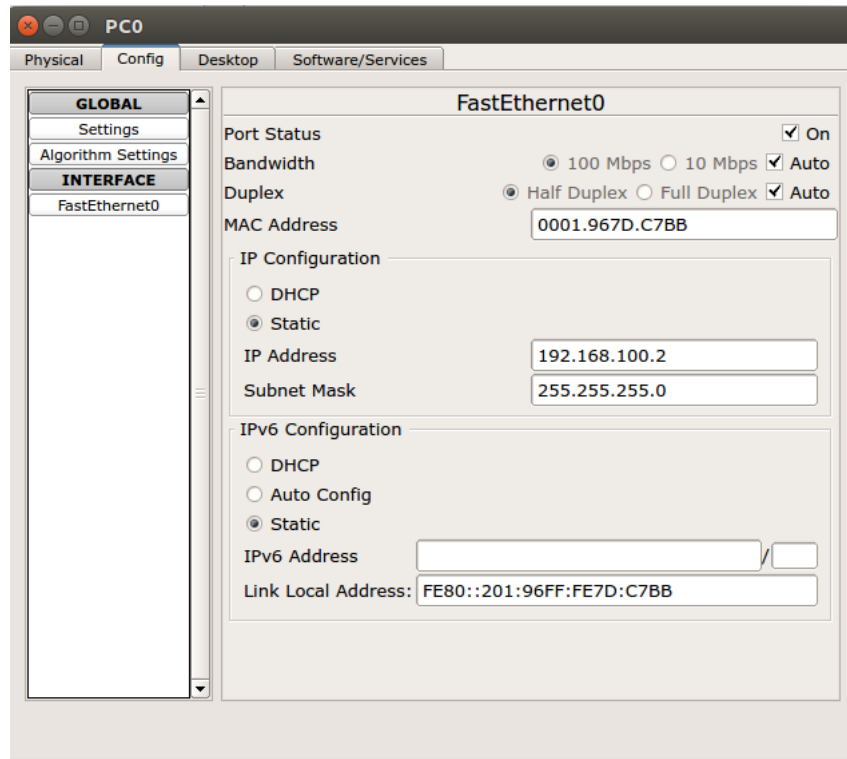 PC0
Physical Config Desktop Software/Services
GLOBAL
Settings
Algorithm Settings
INTERFACE
FastEthernet0
FastEthernet0
Port Status On
Bandwidth 100 Mbps 10 Mbps Auto
Duplex Half Duplex Full Duplex Auto
MAC Address 0001.967D.C7BB
IP Configuration
DHCP
Static
IP Address 192.168.100.2
Subnet Mask 255.255.255.0
IPv6 Configuration
DHCP
Auto Config
Static
IPv6 Address /
Link Local Address: FE80::201:96FF:FE7D:C7BB